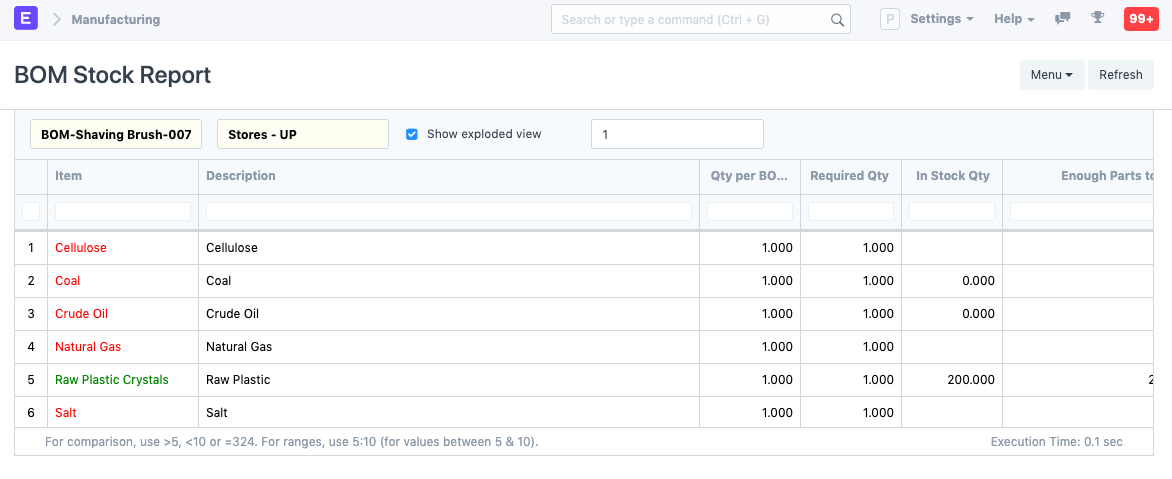 E Manufacturing Search or type a command (Ctrl + G) P Settings Help 99+
BOM Stock Report Menu Refresh
BOM-Shaving Brush-007 Stores - UP Show exploded view 1
Item Description Qty per BO... Required Qty In Stock Qty Enough Parts to
1 Cellulose Cellulose 1.000 1.000
2 Coal Coal 1.000 1.000 0.000
3 Crude Oil Crude Oil 1.000 1.000 0.000
4 Natural Gas Natural Gas 1.000 1.000
5 Raw Plastic Crystals Raw Plastic 1.000 1.000 200.000 2
6 Salt Salt 1.000 1.000
For comparison, use >5, <10 or =324. For ranges, use 5:10 (for values between 5 & 10). Execution Time: 0.1 sec